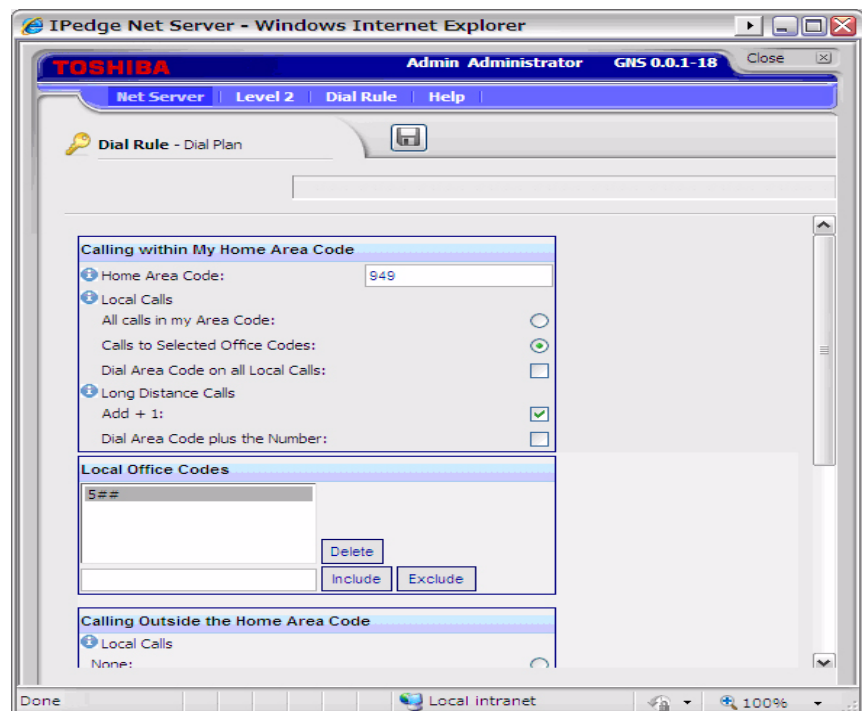 IPedge Net Server - Windows Internet Explorer
TOSHIBA Admin Administrator GNS 0.0.1-18 Close
Net Server Level 2 Dial Rule Help
Dial Rule - Dial Plan
Calling within My Home Area Code
Home Area Code: 949
Local Calls
All calls in my Area Code:
Calls to Selected Office Codes:
Dial Area Code on all Local Calls:
Long Distance Calls
Add + 1:
Dial Area Code plus the Number:
Local Office Codes
5##
Delete
Include Exclude
Calling Outside the Home Area Code
Local Calls
None:
Done Local intranet 100%